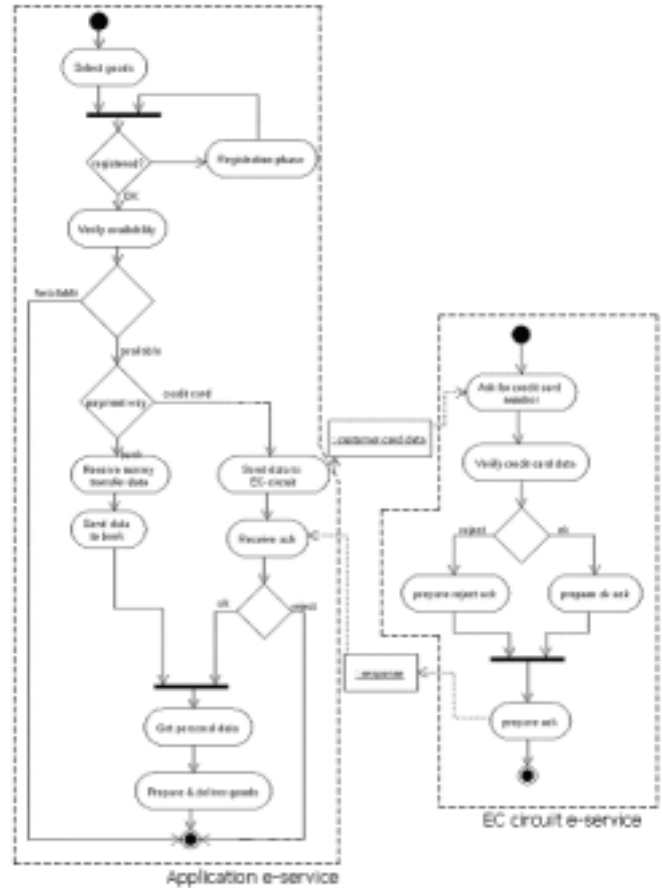 Select goods
registered?
Registration phase
OK
Verify availability
available
payment way
credit card
bank
Receive money
transfer data
Send data
to bank
Send data to
EC circuit
: customer card data
Receive ack
ok
reject
Get personal data
Prepare & deliver goods
Application e-service
Ask for credit card
number
Verify credit card data
reject
ok
prepare reject ack
prepare ok ack
: response
prepare ack
EC circuit e-service